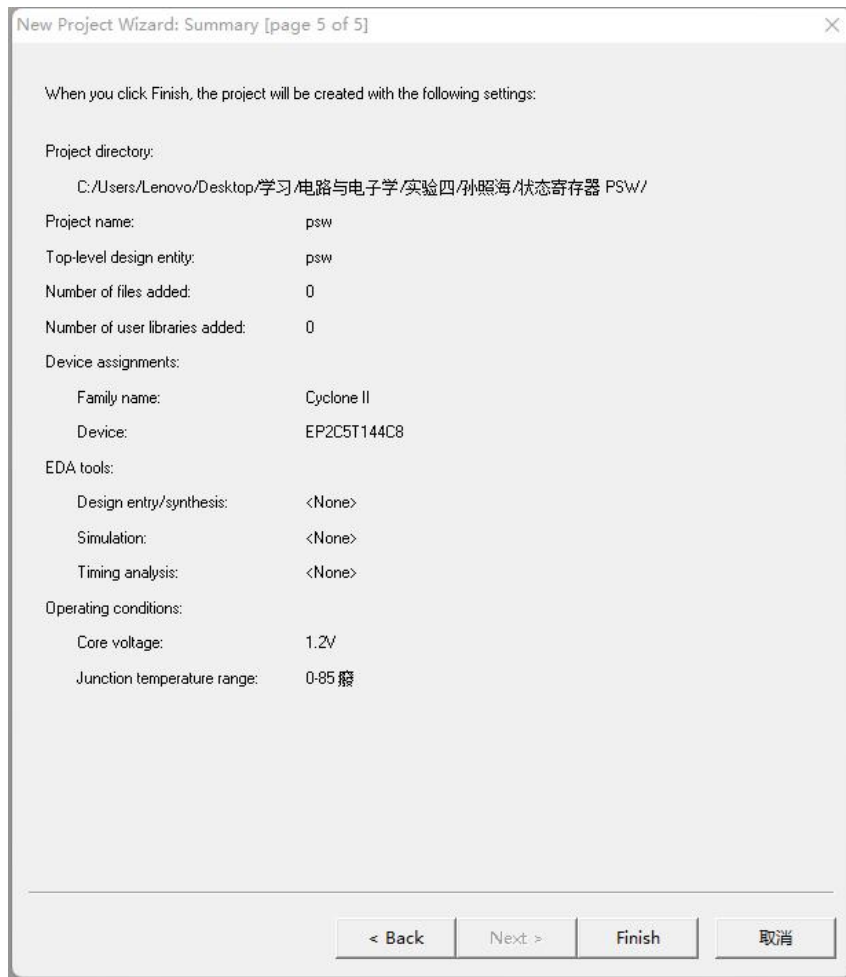 New Project Wizard: Summary [page 5 of 5]
When you click Finish, the project will be created with the following settings:
Project directory:
C:/Users/Lenovo/Desktop/学习/电路与电子学/实验四/孙照海/状态寄存器 PSW/
Project name: psw
Top-level design entity: psw
Number of files added: 0
Number of user libraries added: 0
Device assignments:
Family name: Cyclone II
Device: EP2C5T144C8
EDA tools:
Design entry/synthesis: <None>
Simulation: <None>
Timing analysis: <None>
Operating conditions:
Core voltage: 1.2V
Junction temperature range: 0-85 癈
< Back Next > Finish 取消